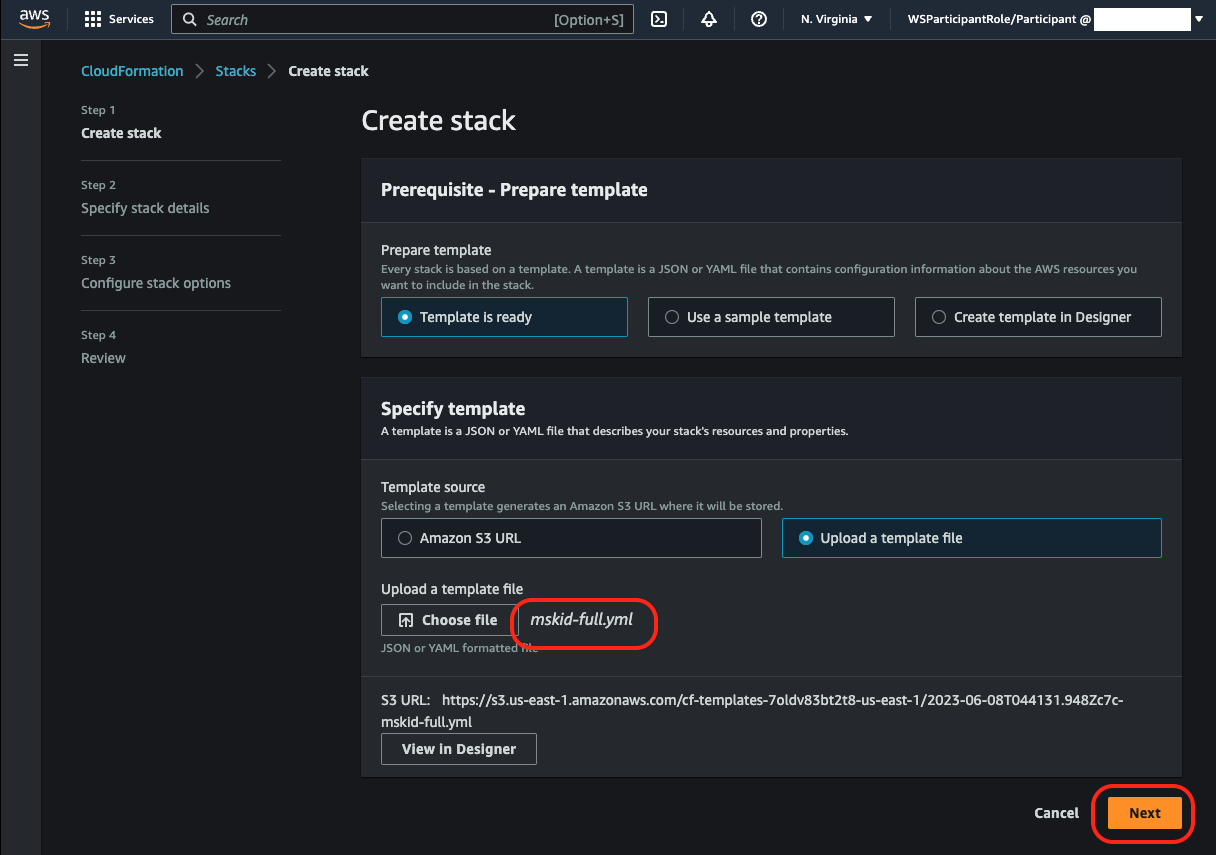 aws
Services
Search
[Option+S]
N. Virginia
WSParticipantRole/Participant @
CloudFormation
Stacks
Create stack
Step 1
Create stack
Step 2
Specify stack details
Step 3
Configure stack options
Step 4
Review
Create stack
Prerequisite - Prepare template
Prepare template
Every stack is based on a template. A template is a JSON or YAML file that contains configuration information about the AWS resources you
want to include in the stack.
Template is ready
Use a sample template
Create template in Designer
Specify template
A template is a JSON or YAML file that describes your stack's resources and properties.
Template source
Selecting a template generates an Amazon S3 URL where it will be stored.
Amazon S3 URL
Upload a template file
Upload a template file
Choose file
mskid-full.yml
JSON or YAML formatted file
S3 URL: https://s3.us-east-1.amazonaws.com/cf-templates-7oldv83bt2t8-us-east-1/2023-06-08T044131.948Zc7c-
mskid-full.yml
View in Designer
Cancel
Next